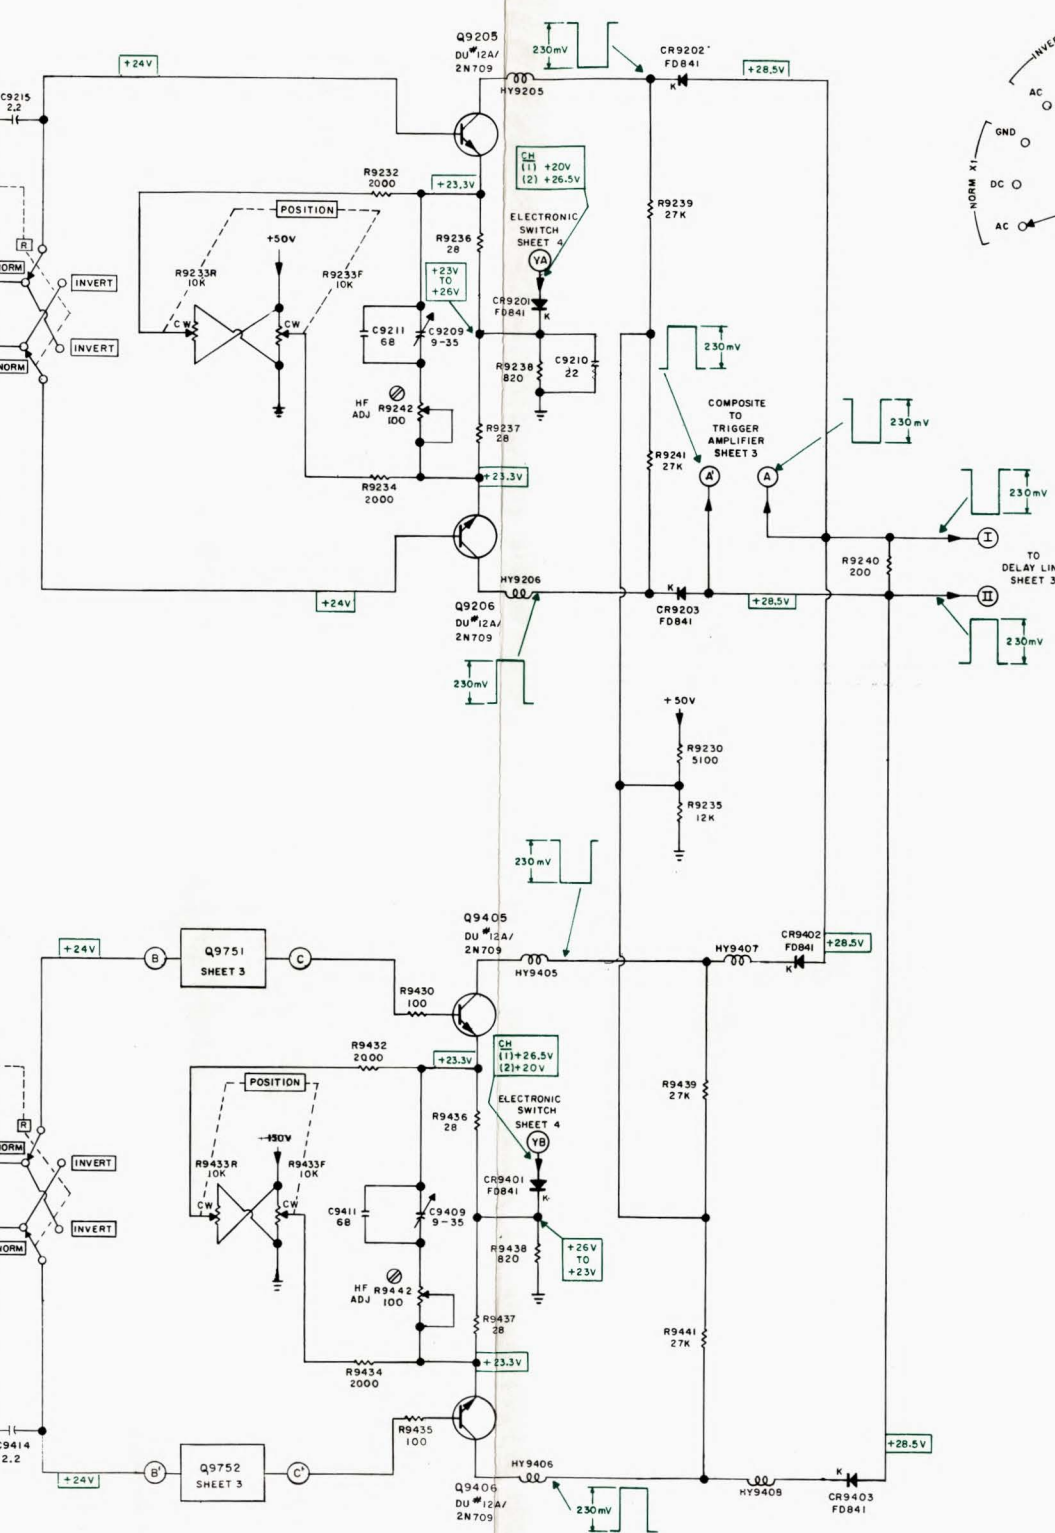 Q9205
DU #12A/
2N709
230mV
CR9202
FD841
K
+28.5V
+24V
C9215
2.2
HY9205
INVE
AC
GND
DC
AC
NORM X1
CH
(1) +20V
(2) +26.5V
R9232
2000
+23.3V
POSITION
+50V
R
NORM
INVERT
INVERT
NORM
R9233R
10K
R9233F
10K
CW
CW
R9236
28
ELECTRONIC
SWITCH
SHEET 4
YA
R9239
27K
+23V
TO
+26V
CR9201
FD841
K
C9211
68
C9209
9-35
R9238
820
C9210
22
230mV
HF
ADJ
R9242
100
R9237
28
COMPOSITE
TO
TRIGGER
AMPLIFIER
SHEET 3
230mV
R9241
27K
A'
A
+23.3V
R9234
2000
230mV
I
R9240
200
TO
DELAY LIN
SHEET 3
II
HY9206
K
CR9203
FD841
+28.5V
+24V
Q9206
DU #12A/
2N709
230mV
230mV
+50V
R9230
5100
R9235
12K
230mV
Q9405
DU #12A/
2N709
HY9405
HY9407
CR9402
FD841
K
+28.5V
+24V
B
Q9751
SHEET 3
C
R9430
100
R9432
2000
+23.3V
CH
(1)+26.5V
(2)+20V
POSITION
R9436
28
ELECTRONIC
SWITCH
SHEET 4
YB
R9439
27K
R
NORM
INVERT
INVERT
NORM
R9433R
10K
+50V
R9433F
10K
CW
CW
CR9401
FD841
K
C9411
68
C9409
9-35
R9438
820
+26V
TO
+23V
HF
ADJ
R9442
100
R9437
28
R9441
27K
+23.3V
R9434
2000
R9435
100
C9414
2.2
+24V
B'
Q9752
SHEET 3
C'
Q9406
DU #12A/
2N709
HY9406
230mV
HY9408
K
CR9403
FD841
+28.5V